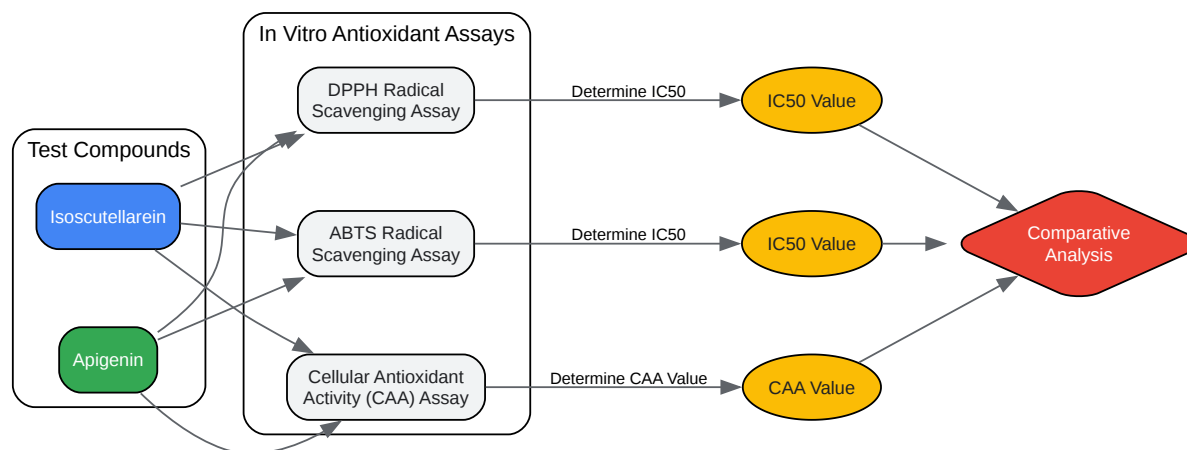 In Vitro Antioxidant Assays
DPPH Radical
Scavenging Assay
Determine IC50
IC50 Value
Test Compounds
Isoscutellarein
ABTS Radical
Scavenging Assay
Determine IC50
IC50 Value
Comparative
Analysis
Apigenin
Cellular Antioxidant
Activity (CAA) Assay
Determine CAA Value
CAA Value